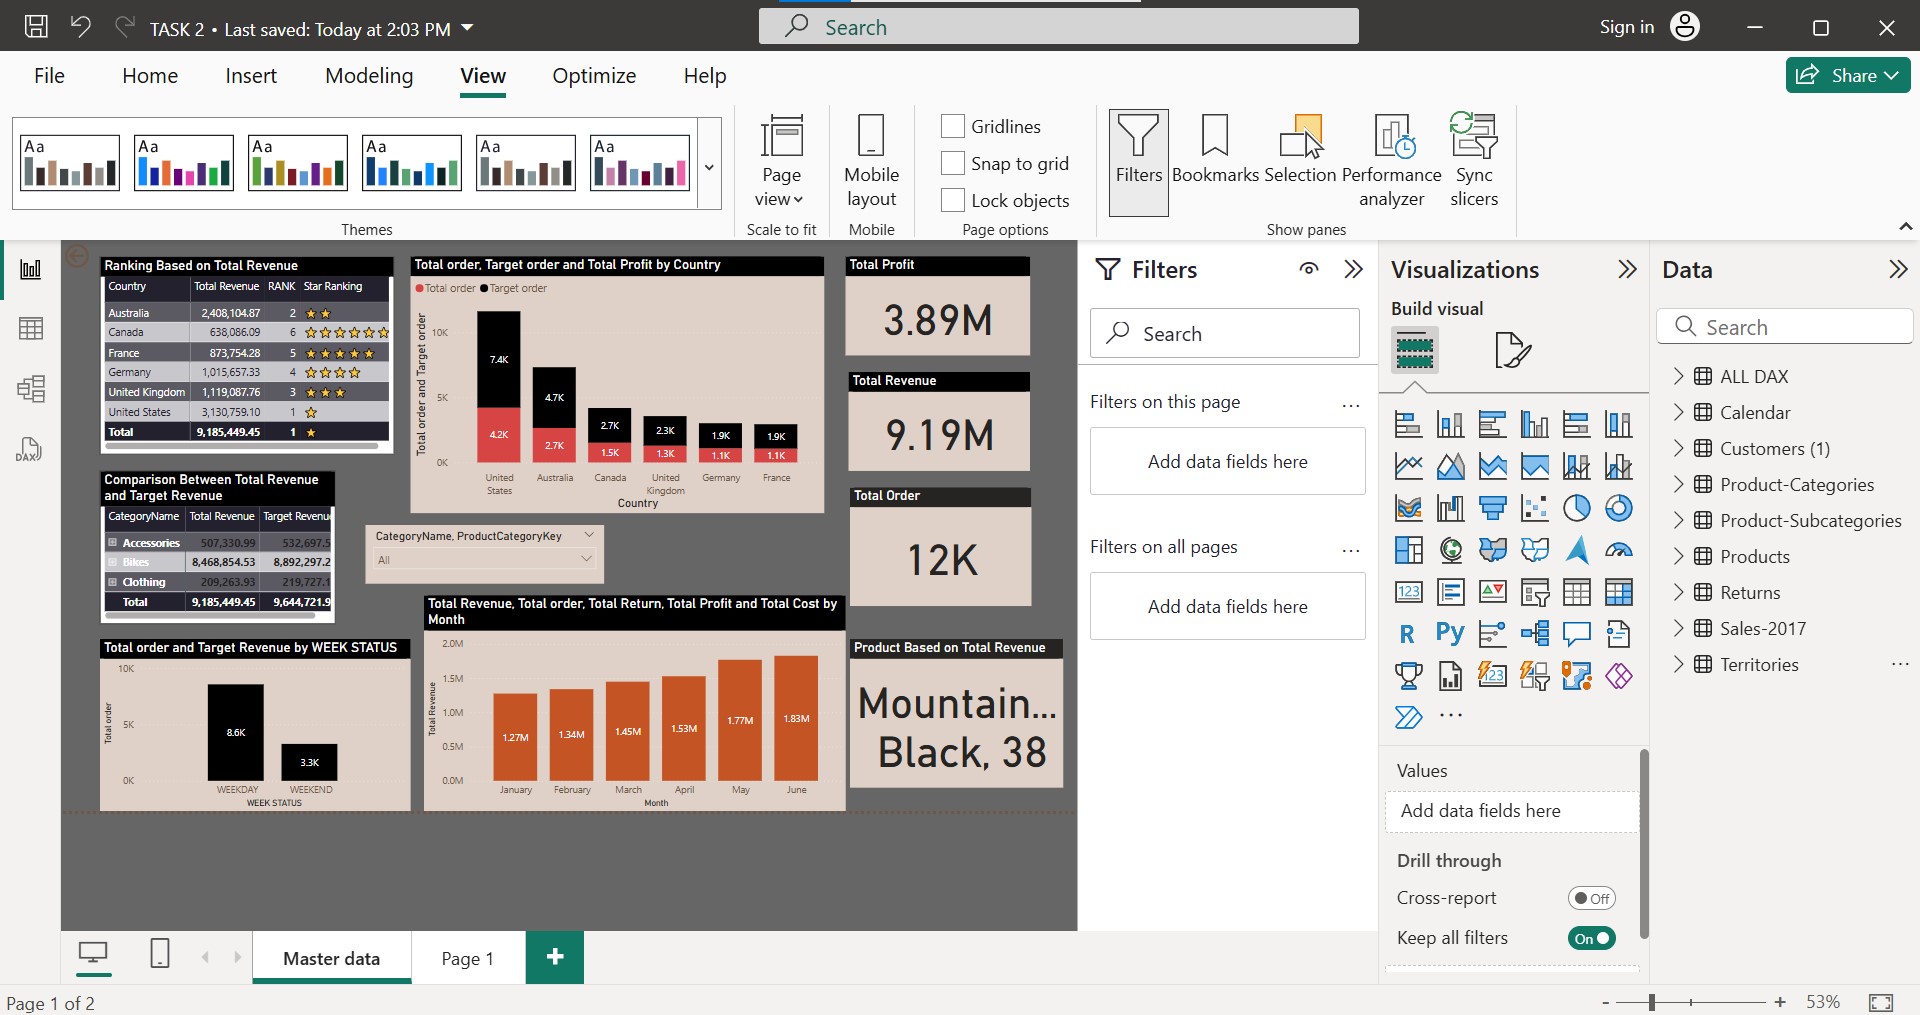 TASK 2 • Last saved: Today at 2:03 PM
Search
Sign in
File Home Insert Modeling View Optimize Help
Share
Aa Aa Aa Aa Aa Aa
Themes
Page view
Scale to fit
Mobile layout
Mobile
Gridlines
Snap to grid
Lock objects
Page options
Filters
Bookmarks
Selection
Performance analyzer
Sync slicers
Show panes
Ranking Based on Total Revenue
Country Total Revenue RANK Star Ranking
Australia 2,408,104.87 2
Canada 638,086.09 6
France 873,754.28 5
Germany 1,015,657.33 4
United Kingdom 1,119,087.76 3
United States 3,130,759.10 1
Total 9,185,449.45 1
Comparison Between Total Revenue
and Target Revenue
CategoryName Total Revenue Target Revenu
Accessories 507,330.99 532,697.5
Bikes 8,468,854.53 8,892,297.2
Clothing 209,263.93 219,727.1
Total 9,185,449.45 9,644,721.9
Total order and Target Revenue by WEEK STATUS
Total order
10K
5K
0K
8.6K
3.3K
WEEKDAY WEEKEND
WEEK STATUS
Total order, Target order and Total Profit by Country
Total order Target order
Total order and Target order
10K
5K
0K
7.4K 4.7K 2.7K 2.3K 1.9K 1.9K
4.2K 2.7K 1.5K 1.3K 1.1K 1.1K
United States
Australia
Canada
United Kingdom
Germany
France
Country
CategoryName, ProductCategoryKey
All
Total Revenue, Total order, Total Return, Total Profit and Total Cost by
Month
Total Revenue
2.0M
1.5M
1.0M
0.5M
0.0M
1.27M 1.34M 1.45M 1.53M 1.77M 1.83M
January February March April May June
Month
Total Profit
3.89M
Total Revenue
9.19M
Total Order
12K
Product Based on Total Revenue
Mountain...
Black, 38
Filters
Search
Filters on this page ...
Add data fields here
Filters on all pages ...
Add data fields here
Visualizations
Build visual
123
R Py
123
...
Values
Add data fields here
Drill through
Cross-report Off
Keep all filters On
Data
Search
ALL DAX
Calendar
Customers (1)
Product-Categories
Product-Subcategories
Products
Returns
Sales-2017
Territories ...
DAX
Master data
Page 1
+
Page 1 of 2
- + 53%